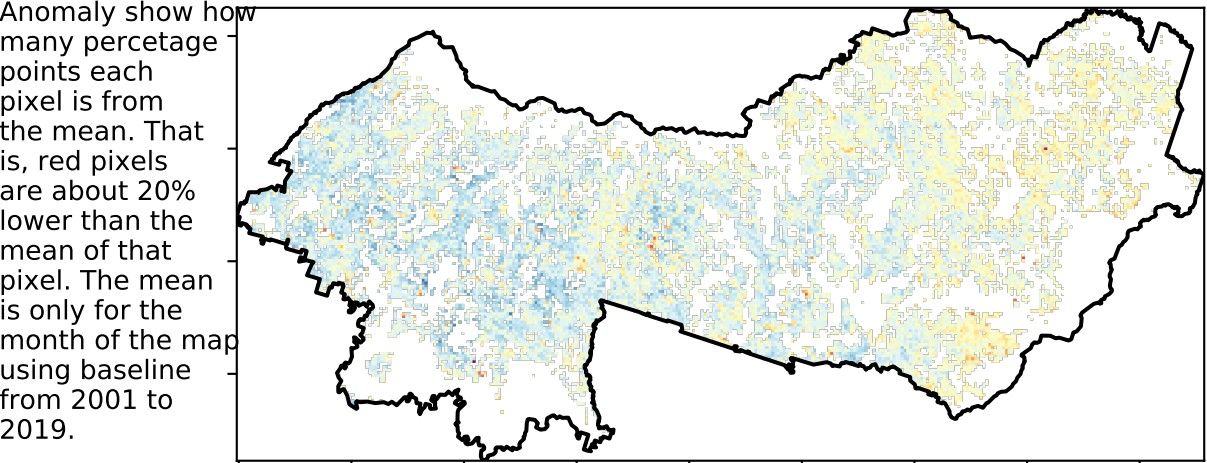 Anomaly show how
many percetage
points each
pixel is from
the mean. That
is, red pixels
are about 20%
lower than the
mean of that
pixel. The mean
is only for the
month of the map
using baseline
from 2001 to
2019.